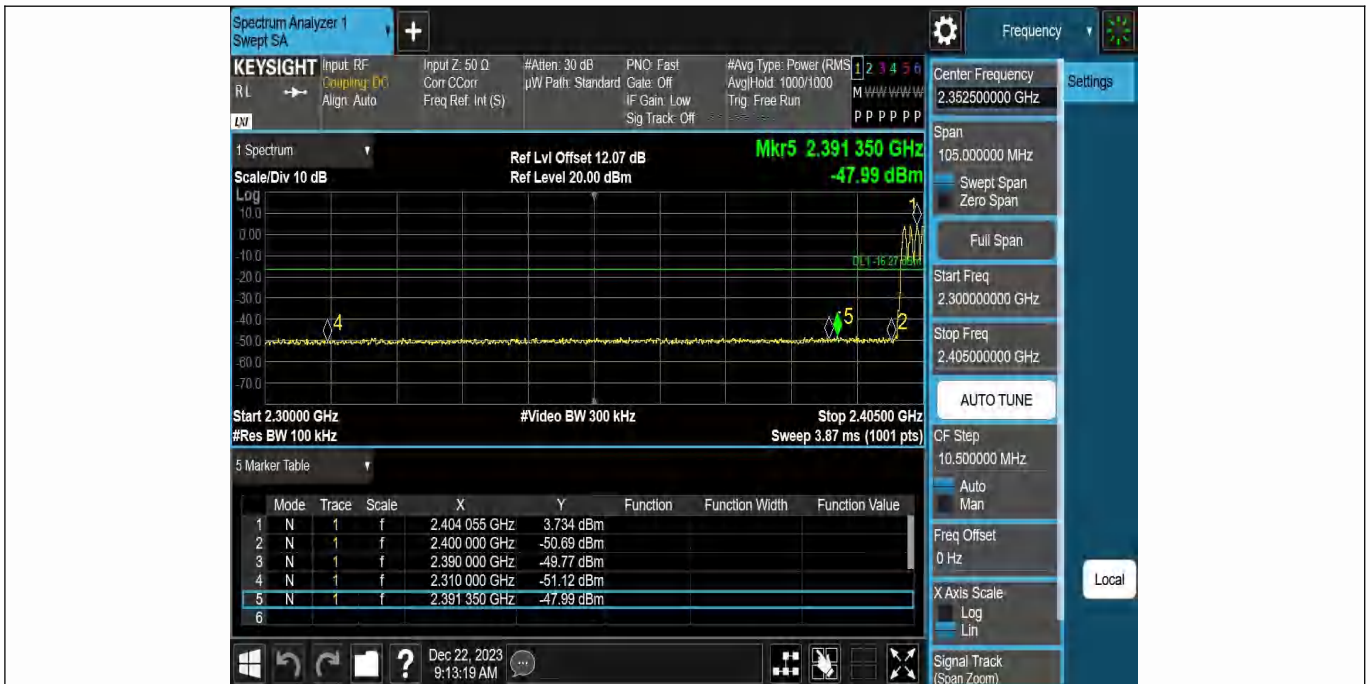 Spectrum Analyzer 1
Swept SA
+
Frequency
KEYSIGHT
RL
LXI
Input: RF
Coupling: DC
Align: Auto
Input Z: 50 Ω
Corr CCorr
Freq Ref: Int (S)
#Atten: 30 dB
µW Path: Standard
PNO: Fast
Gate: Off
IF Gain: Low
Sig Track: Off
#Avg Type: Power (RMS
Avg|Hold: 1000/1000
Trig: Free Run
1 2 3 4 5 6
M W W W W W
P P P P P P
Center Frequency
2.352500000 GHz
Settings
Span
105.000000 MHz
Swept Span
Zero Span
Full Span
Start Freq
2.300000000 GHz
Stop Freq
2.405000000 GHz
AUTO TUNE
CF Step
10.500000 MHz
Auto
Man
Freq Offset
0 Hz
X Axis Scale
Log
Lin
Local
Signal Track
(Span Zoom)
1 Spectrum
Scale/Div 10 dB
Ref Lvl Offset 12.07 dB
Ref Level 20.00 dBm
Mkr5 2.391 350 GHz
-47.99 dBm
Log
10.0
0.00
-10.0
-20.0
-30.0
-40.0
-50.0
-60.0
-70.0
1
DL1 -16.27 dBm
4
5
2
Start 2.30000 GHz
#Video BW 300 kHz
Stop 2.40500 GHz
#Res BW 100 kHz
Sweep 3.87 ms (1001 pts)
5 Marker Table
Mode Trace Scale X Y Function Function Width Function Value
1 N 1 f 2.404 055 GHz 3.734 dBm
2 N 1 f 2.400 000 GHz -50.69 dBm
3 N 1 f 2.390 000 GHz -49.77 dBm
4 N 1 f 2.310 000 GHz -51.12 dBm
5 N 1 f 2.391 350 GHz -47.99 dBm
6
?
Dec 22, 2023
9:13:19 AM